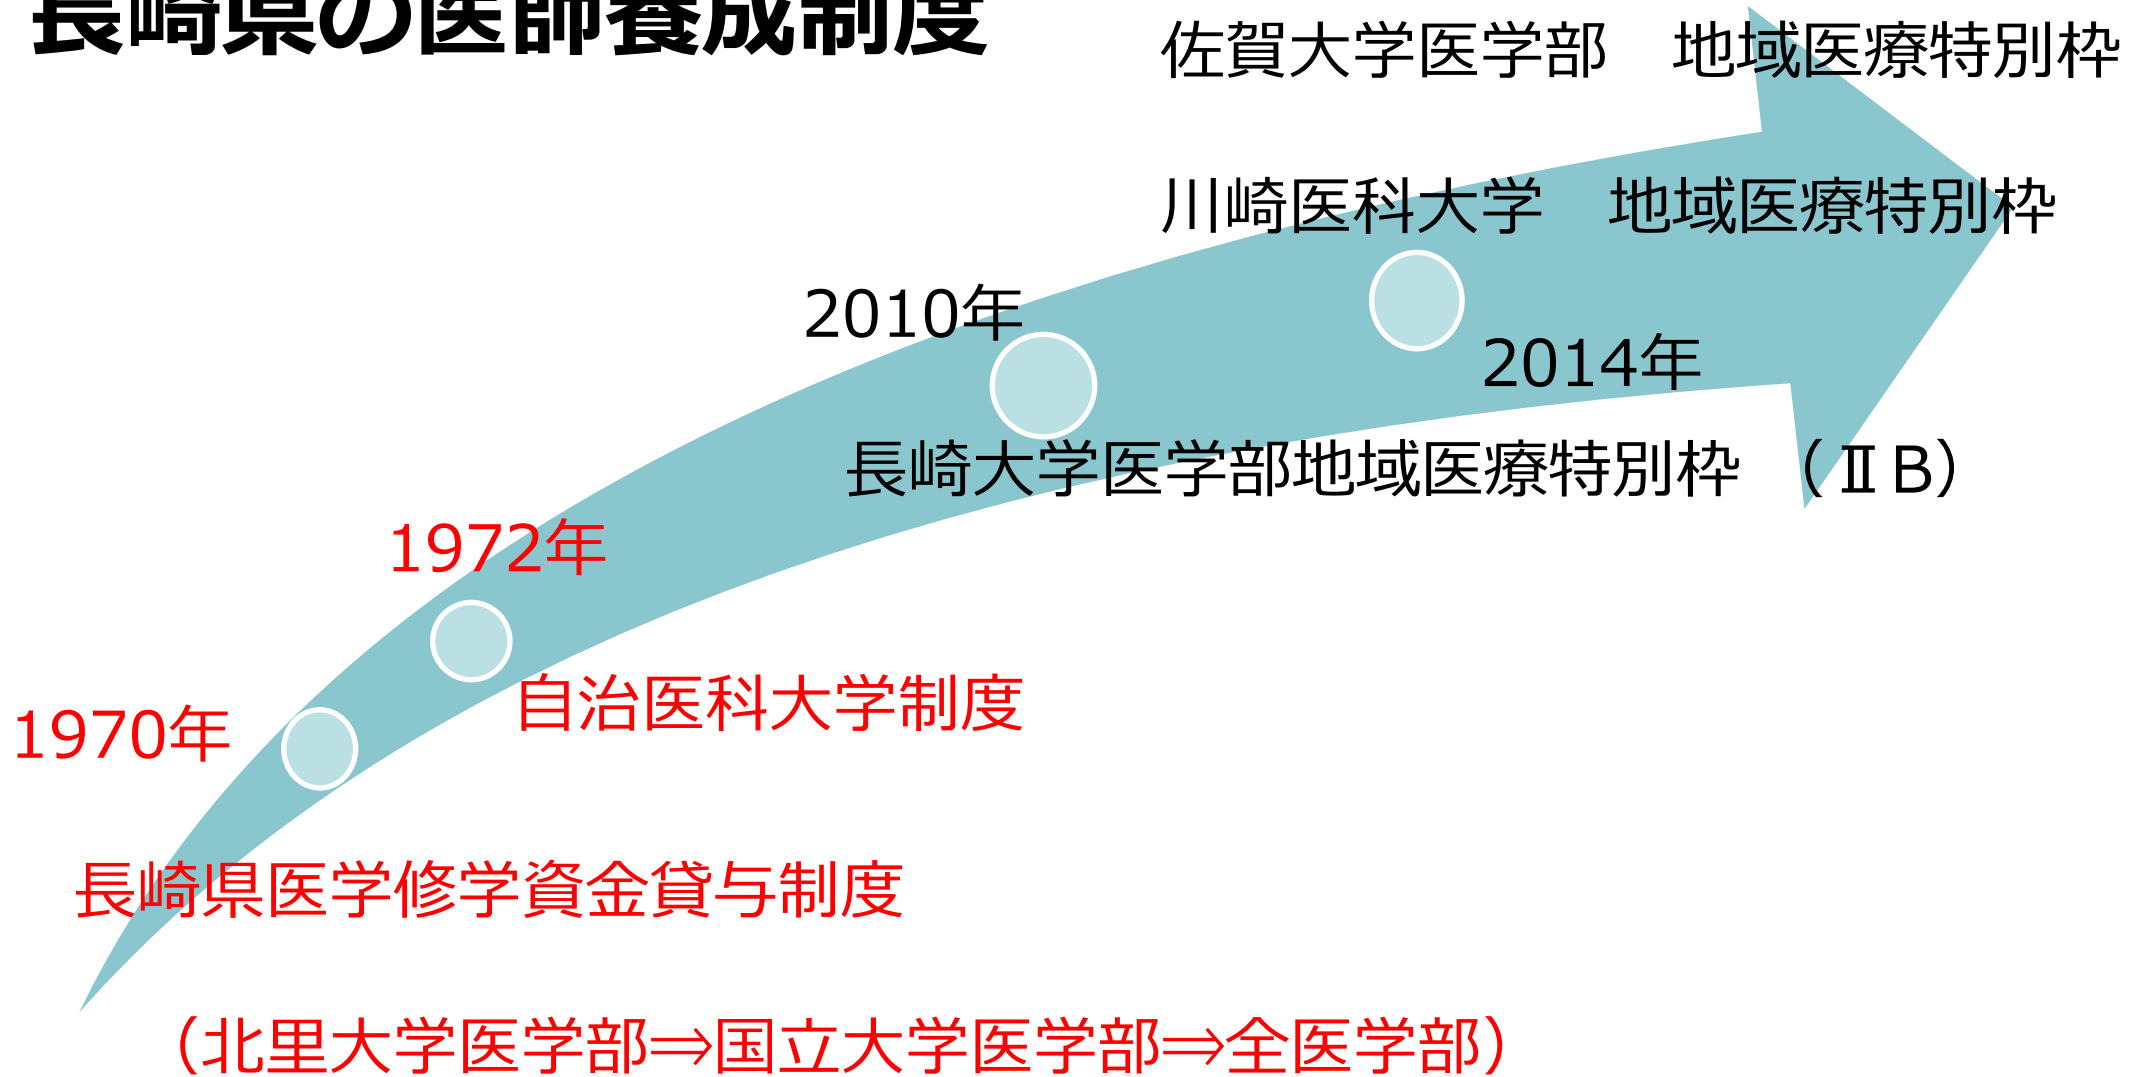 長崎県の医師養成制度
佐賀大学医学部　地域医療特別枠
川崎医科大学　地域医療特別枠
2010年
2014年
長崎大学医学部地域医療特別枠 （ⅡB）
1972年
自治医科大学制度
1970年
長崎県医学修学資金貸与制度
（北里大学医学部⇒国立大学医学部⇒全医学部）